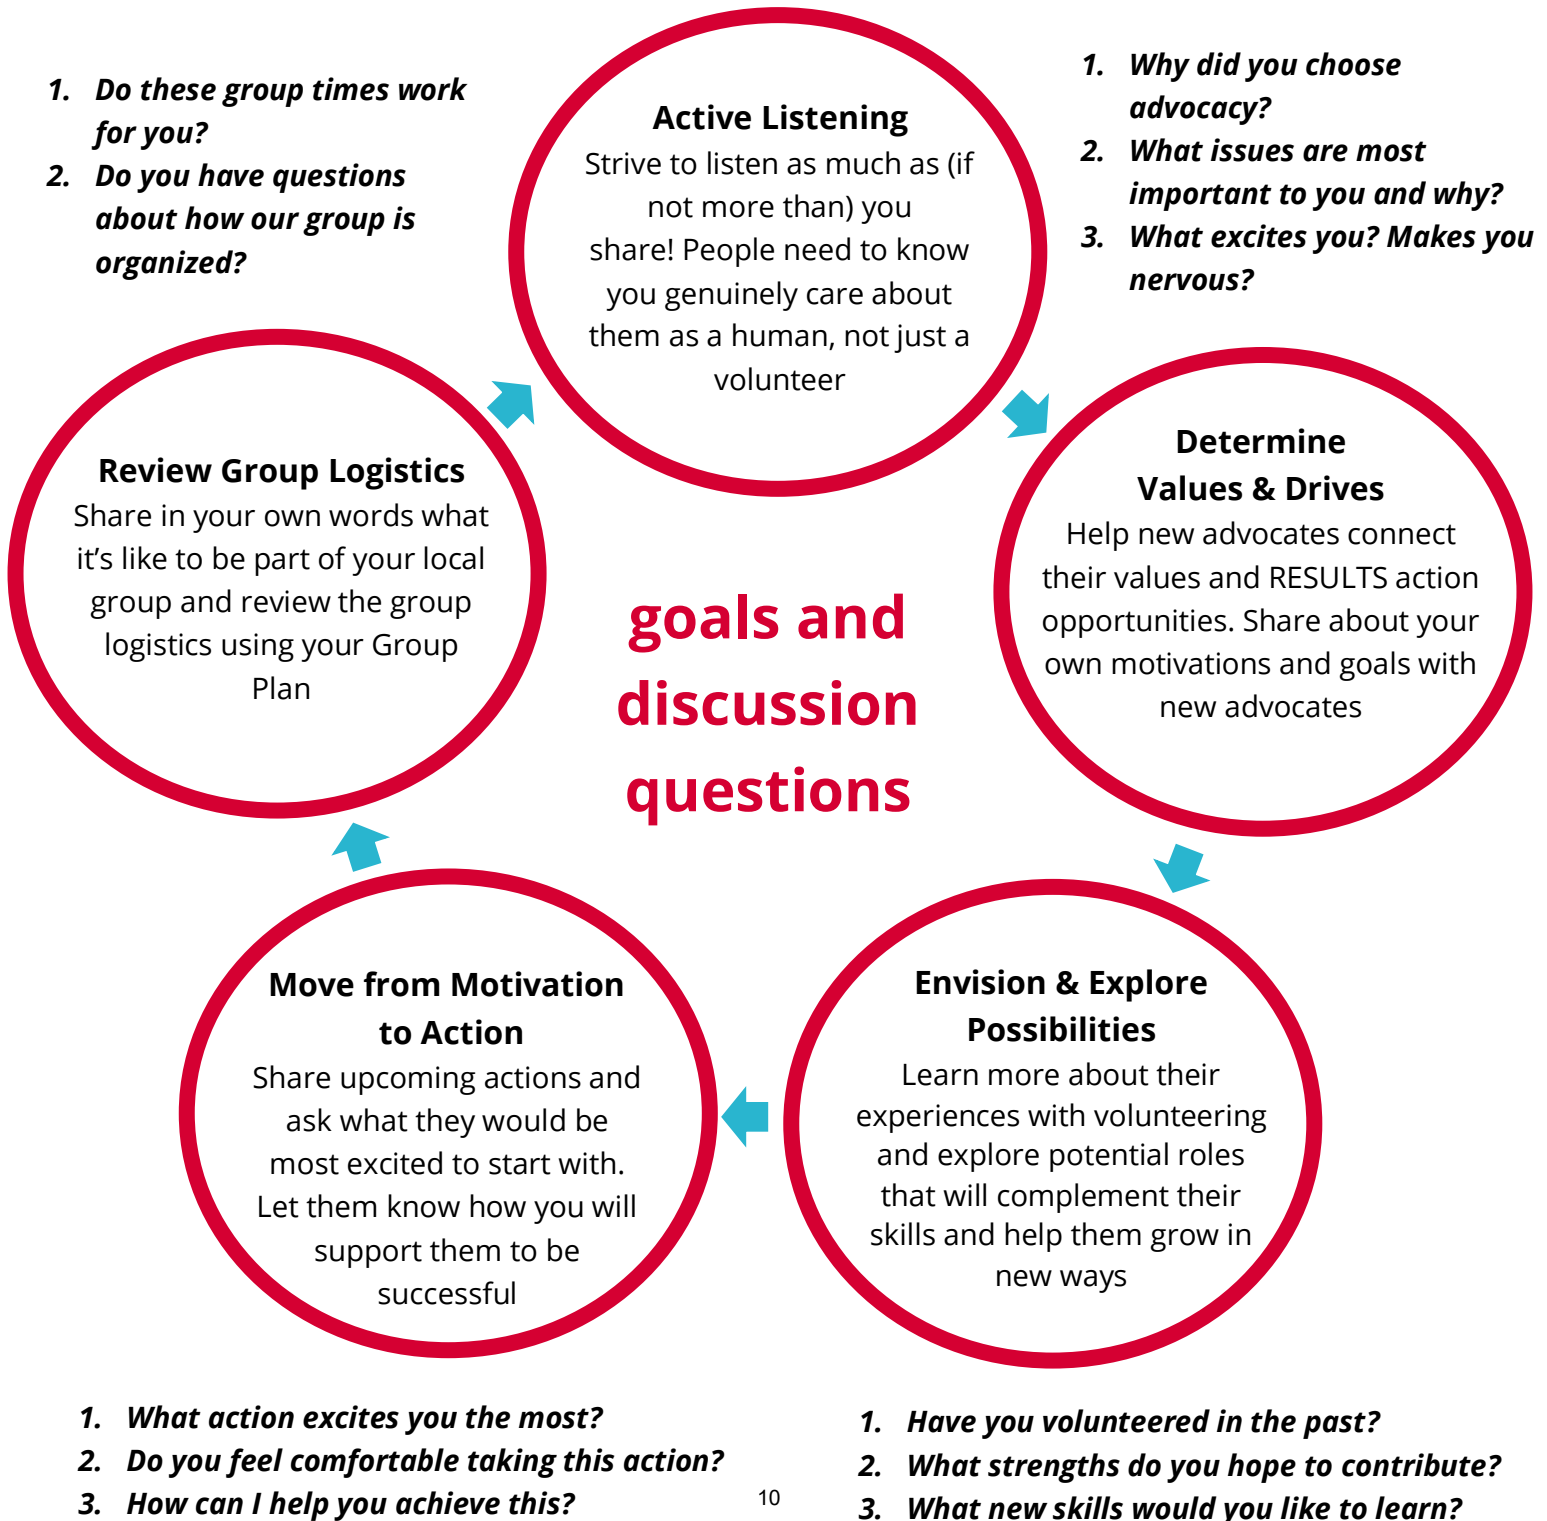 1. Do these group times work
for you?
2. Do you have questions
about how our group is
organized?
Active Listening
Strive to listen as much as (if
not more than) you
share! People need to know
you genuinely care about
them as a human, not just a
volunteer
1. Why did you choose
advocacy?
2. What issues are most
important to you and why?
3. What excites you? Makes you
nervous?
Determine
Values & Drives
Help new advocates connect
their values and RESULTS action
opportunities. Share about your
own motivations and goals with
new advocates
Review Group Logistics
Share in your own words what
it’s like to be part of your local
group and review the group
logistics using your Group
Plan
goals and
discussion
questions
Envision & Explore
Possibilities
Learn more about their
experiences with volunteering
and explore potential roles
that will complement their
skills and help them grow in
new ways
Move from Motivation
to Action
Share upcoming actions and
ask what they would be
most excited to start with.
Let them know how you will
support them to be
successful
1. What action excites you the most?
2. Do you feel comfortable taking this action?
3. How can I help you achieve this?
1. Have you volunteered in the past?
2. What strengths do you hope to contribute?
3. What new skills would you like to learn?
10